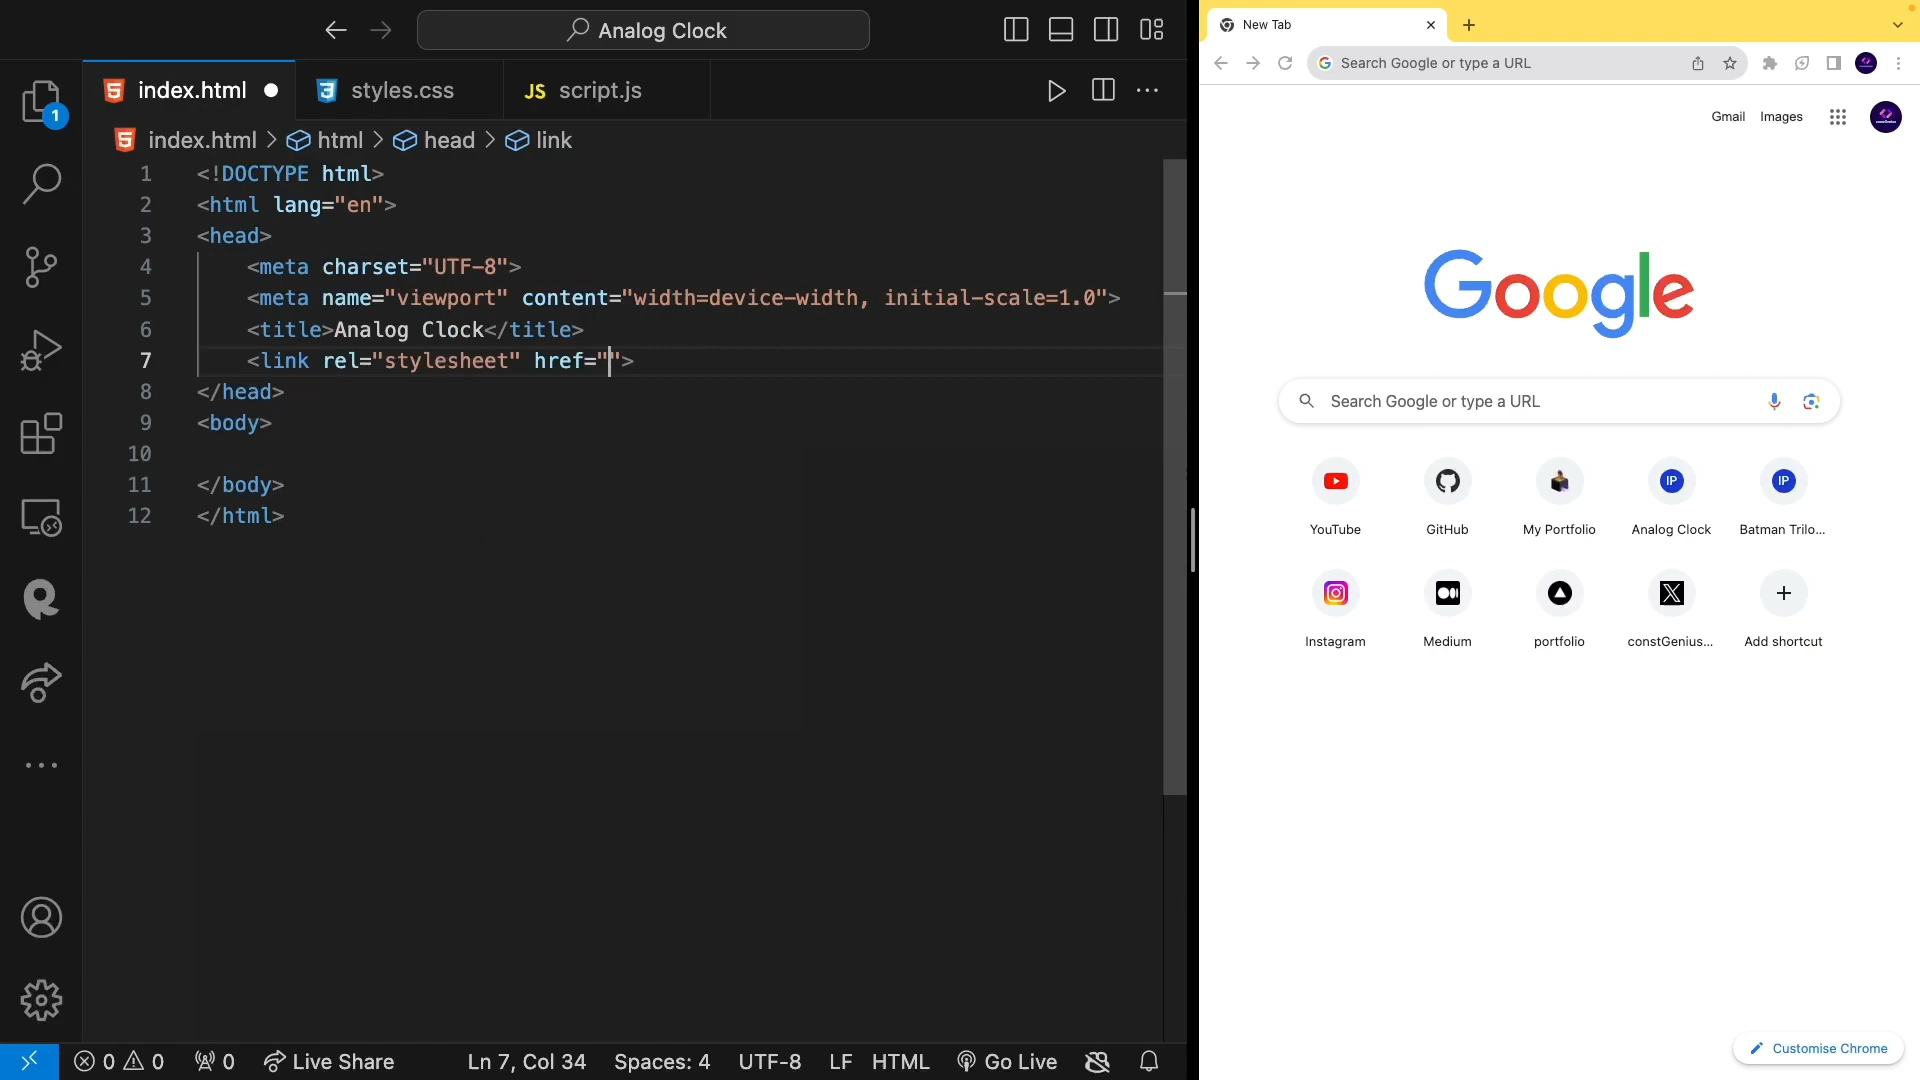 Analog Clock
index.html
styles.css
JS script.js
1
index.html > html > head > link
1 <!DOCTYPE html>
2 <html lang="en">
3 <head>
4 <meta charset="UTF-8">
5 <meta name="viewport" content="width=device-width, initial-scale=1.0">
6 <title>Analog Clock</title>
7 <link rel="stylesheet" href="">
8 </head>
9 <body>
10
11 </body>
12 </html>
0 0 0 Live Share Ln 7, Col 34 Spaces: 4 UTF-8 LF HTML Go Live
New Tab
Search Google or type a URL
Gmail Images
Google
Search Google or type a URL
IP IP
YouTube GitHub My Portfolio Analog Clock Batman Trilo...
Instagram Medium portfolio constGenius... Add shortcut
Customise Chrome